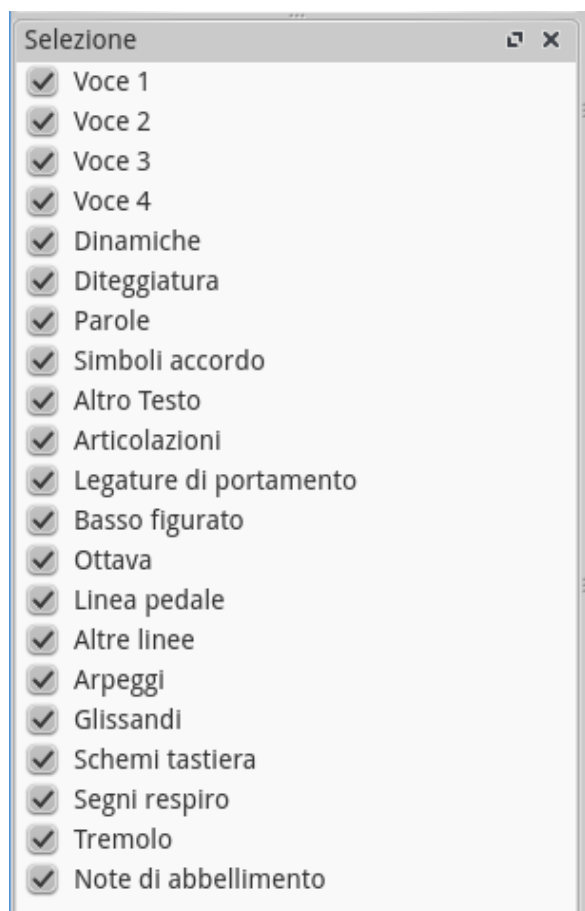 Selezione
Voce 1
Voce 2
Voce 3
Voce 4
Dinamiche
Diteggiatura
Parole
Simboli accordo
Altro Testo
Articolazioni
Legature di portamento
Basso figurato
Ottava
Linea pedale
Altre linee
Arpeggi
Glissandi
Schemi tastiera
Segni respiro
Tremolo
Note di abbellimento